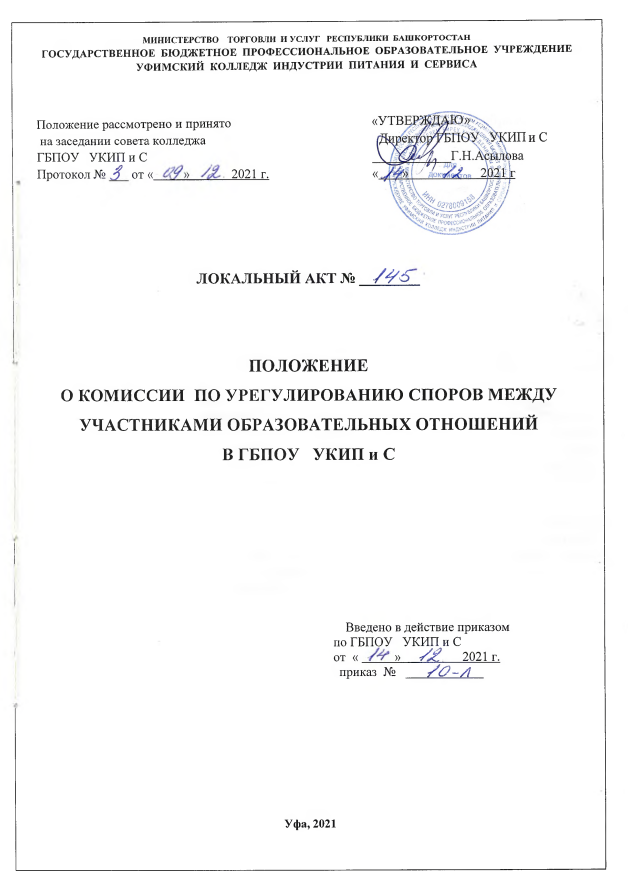 МИНИСТЕРСТВО ТОРГОВЛИ И УСЛУГ РЕСПУБЛИКИ БАШКОРТОСТАН
ГОСУДАРСТВЕННОЕ БЮДЖЕТНОЕ ПРОФЕССИОНАЛЬНОЕ ОБРАЗОВАТЕЛЬНОЕ УЧРЕЖДЕНИЕ
УФИМСКИЙ КОЛЛЕДЖ ИНДУСТРИИ ПИТАНИЯ И СЕРВИСА
Положение рассмотрено и принято
на заседании совета колледжа
ГБПОУ УКИП и С
Протокол № 3 от « 09 » 12 2021 г.
«УТВЕРЖДАЮ»
Директор ГБПОУ УКИП и С
Г.Н.Асылова
« 14 » 12 2021 г
Для
документов
ИНН 0278009158
ЛОКАЛЬНЫЙ АКТ № 145
ПОЛОЖЕНИЕ
О КОМИССИИ ПО УРЕГУЛИРОВАНИЮ СПОРОВ МЕЖДУ
УЧАСТНИКАМИ ОБРАЗОВАТЕЛЬНЫХ ОТНОШЕНИЙ
В ГБПОУ УКИП и С
Введено в действие приказом
по ГБПОУ УКИП и С
от « 14 » 12 2021 г.
приказ № 10-л
Уфа, 2021